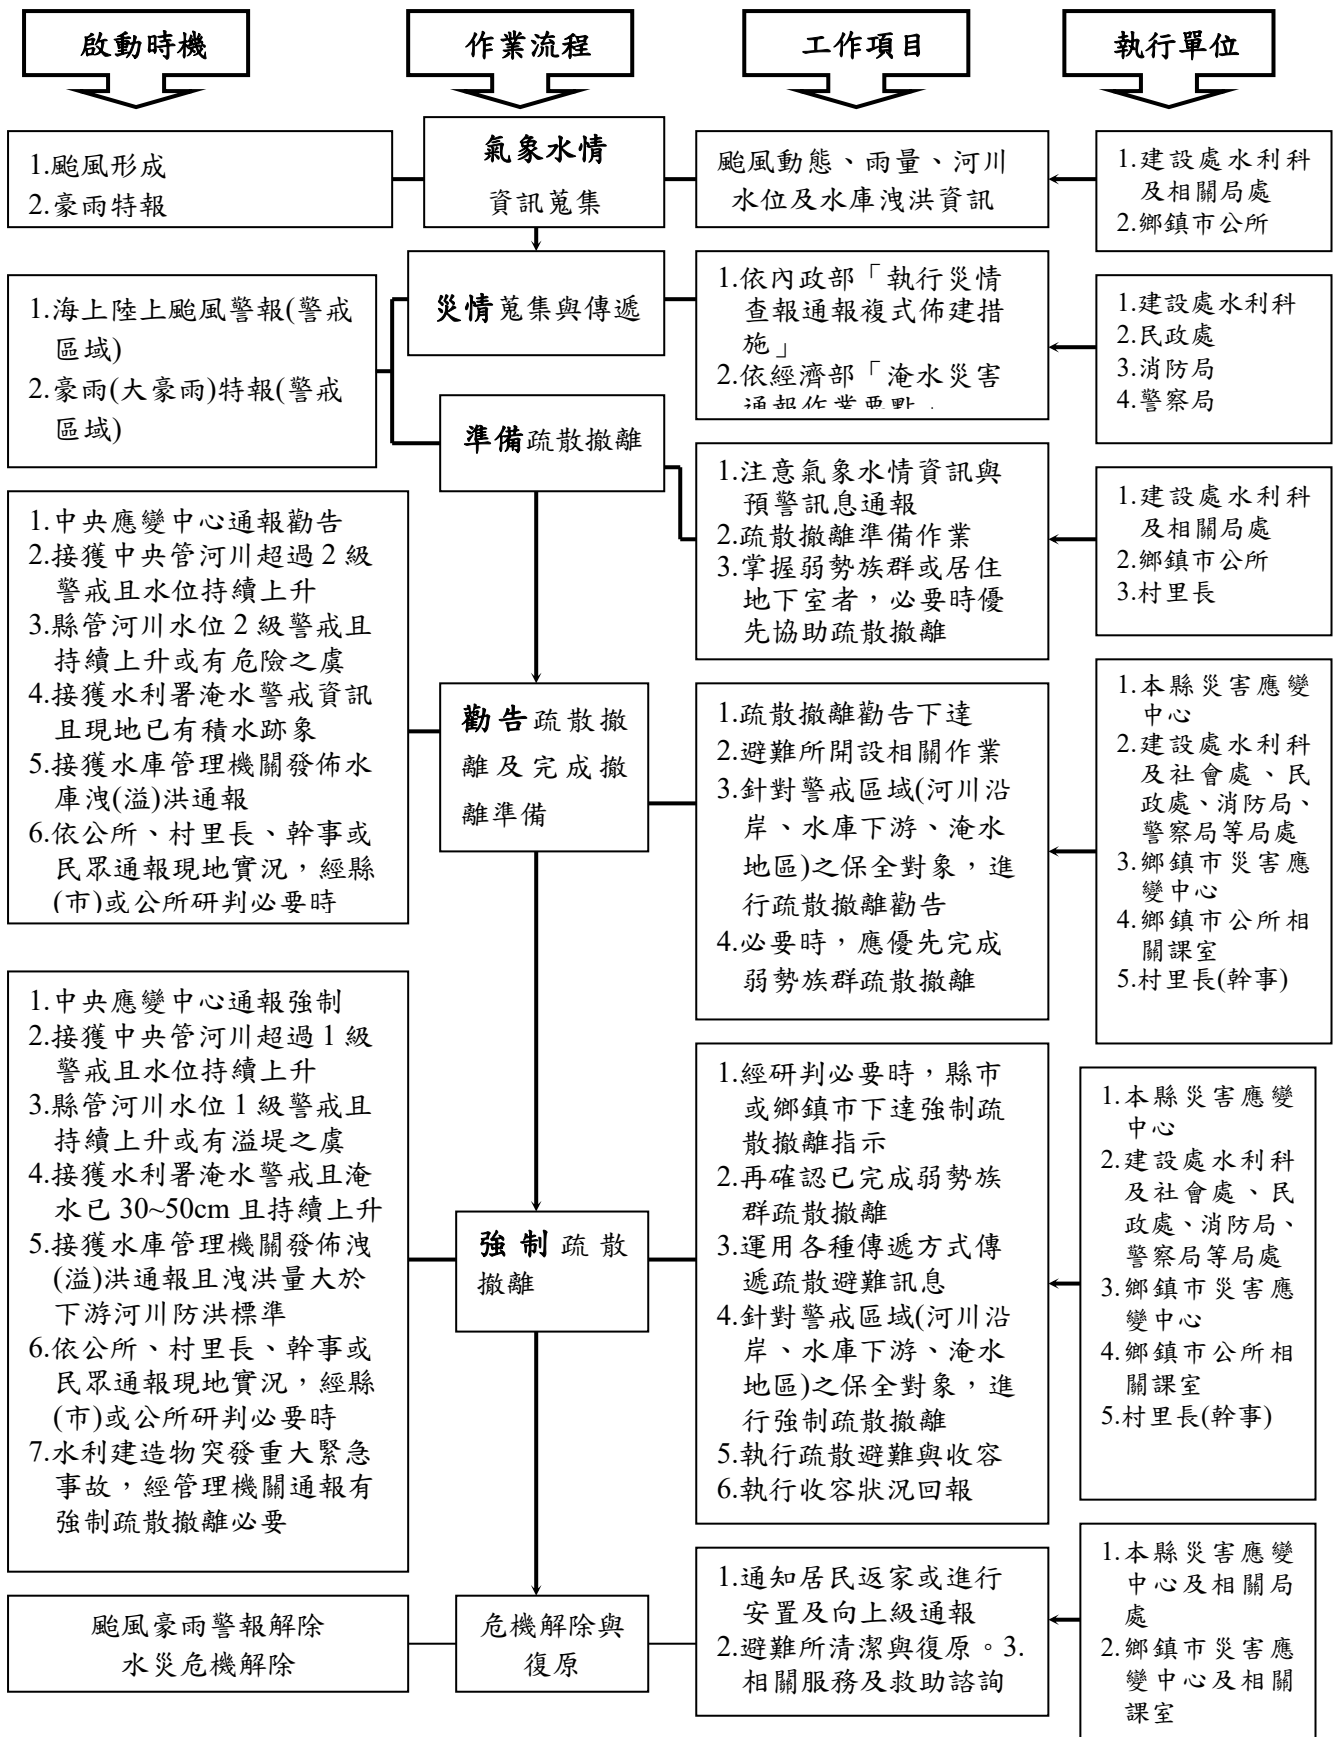 啟動時機
作業流程
工作項目
執行單位
1.颱風形成
2.豪雨特報
氣象水情
資訊蒐集
颱風動態、雨量、河川
水位及水庫洩洪資訊
1.建設處水利科
及相關局處
2.鄉鎮市公所
1.海上陸上颱風警報(警戒
區域)
2.豪雨(大豪雨)特報(警戒
區域)
災情蒐集與傳遞
1.依內政部「執行災情
查報通報複式佈建措
施」
2.依經濟部「淹水災害
通報作業要點」
1.建設處水利科
2.民政處
3.消防局
4.警察局
準備疏散撤離
1.注意氣象水情資訊與
預警訊息通報
2.疏散撤離準備作業
3.掌握弱勢族群或居住
地下室者，必要時優
先協助疏散撤離
1.建設處水利科
及相關局處
2.鄉鎮市公所
3.村里長
1.中央應變中心通報勸告
2.接獲中央管河川超過 2 級
警戒且水位持續上升
3.縣管河川水位 2 級警戒且
持續上升或有危險之虞
4.接獲水利署淹水警戒資訊
且現地已有積水跡象
5.接獲水庫管理機關發佈水
庫洩(溢)洪通報
6.依公所、村里長、幹事或
民眾通報現地實況，經縣
(市)或公所研判必要時
勸告疏散撤
離及完成撤
離準備
1.疏散撤離勸告下達
2.避難所開設相關作業
3.針對警戒區域(河川沿
岸、水庫下游、淹水
地區)之保全對象，進
行疏散撤離勸告
4.必要時，應優先完成
弱勢族群疏散撤離
1.本縣災害應變
中心
2.建設處水利科
及社會處、民
政處、消防局、
警察局等局處
3.鄉鎮市災害應
變中心
4.鄉鎮市公所相
關課室
5.村里長(幹事)
1.中央應變中心通報強制
2.接獲中央管河川超過 1 級
警戒且水位持續上升
3.縣管河川水位 1 級警戒且
持續上升或有溢堤之虞
4.接獲水利署淹水警戒且淹
水已 30~50cm 且持續上升
5.接獲水庫管理機關發佈洩
(溢)洪通報且洩洪量大於
下游河川防洪標準
6.依公所、村里長、幹事或
民眾通報現地實況，經縣
(市)或公所研判必要時
7.水利建造物突發重大緊急
事故，經管理機關通報有
強制疏散撤離必要
強制疏散
撤離
1.經研判必要時，縣市
或鄉鎮市下達強制疏
散撤離指示
2.再確認已完成弱勢族
群疏散撤離
3.運用各種傳遞方式傳
遞疏散避難訊息
4.針對警戒區域(河川沿
岸、水庫下游、淹水
地區)之保全對象，進
行強制疏散撤離
5.執行疏散避難與收容
6.執行收容狀況回報
1.本縣災害應變
中心
2.建設處水利科
及社會處、民
政處、消防局、
警察局等局處
3.鄉鎮市災害應
變中心
4.鄉鎮市公所相
關課室
5.村里長(幹事)
颱風豪雨警報解除
水災危機解除
危機解除與
復原
1.通知居民返家或進行
安置及向上級通報
2.避難所清潔與復原。3.
相關服務及救助諮詢
1.本縣災害應變
中心及相關局
處
2.鄉鎮市災害應
變中心及相關
課室